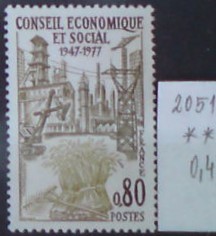 CONSEIL ECONOMIQUE
ET SOCIAL
1947-1977
FRANCE
0,80
POSTES
2051
**
0,4